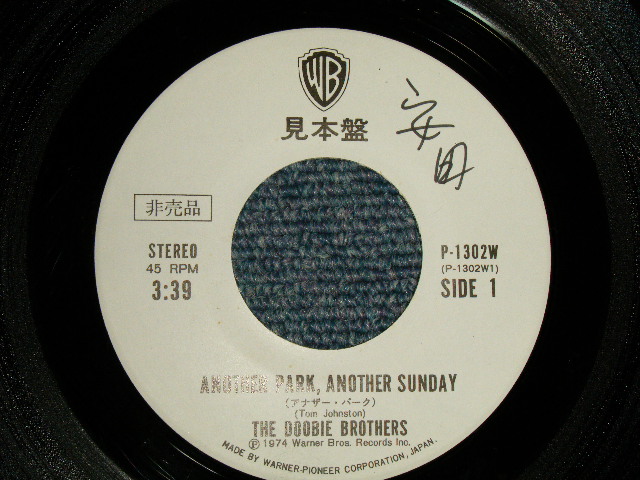 WB
見本盤
安田
非売品
STEREO
45 RPM
3:39
P-1302W
(P-1302W1)
SIDE 1
ANOTHER PARK, ANOTHER SUNDAY
(アナザー・パーク)
(Tom Johnston)
THE DOOBIE BROTHERS
Ⓟ1974 Warner Bros. Records Inc.
MADE BY WARNER-PIONEER CORPORATION, JAPAN.